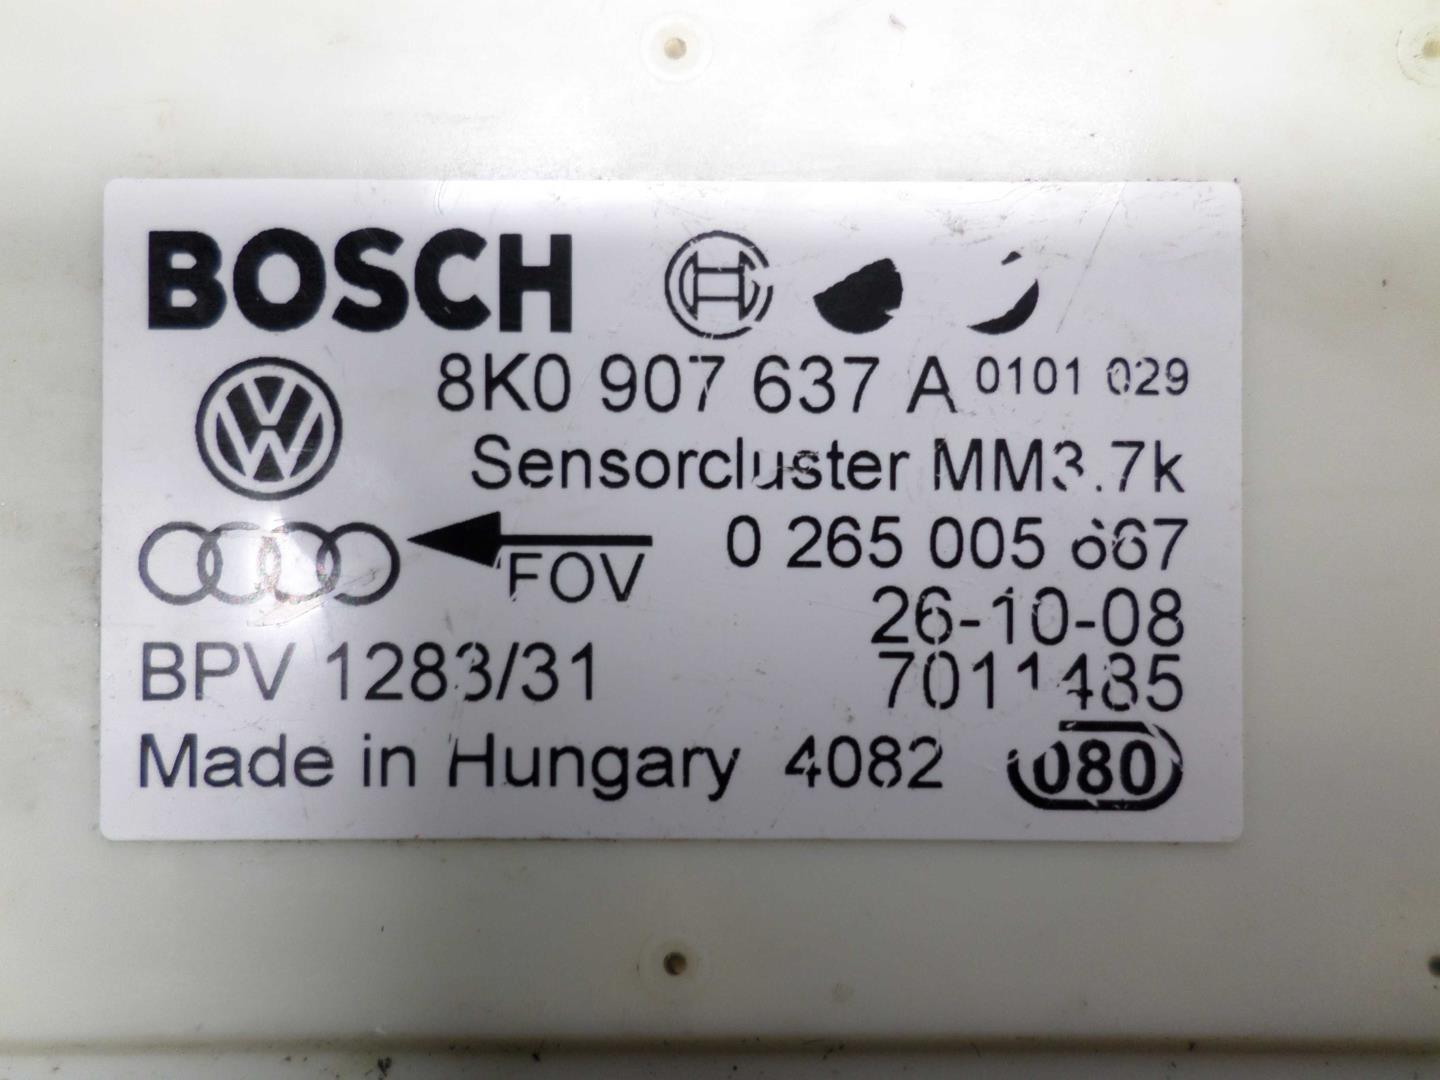 BOSCH
8K0 907 637 A 0101 029
Sensorcluster MM3.7k
0 265 005 667
FOV
26-10-08
BPV 1283/31
7011485
Made in Hungary 4082 080